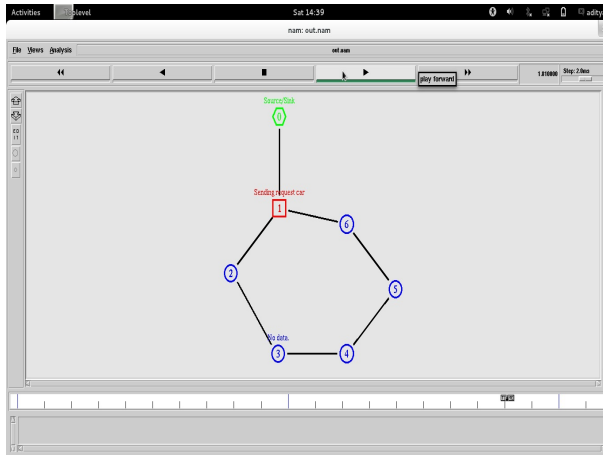 Activities
Sat 14:39
adity
nam: out.nam
File Views Analysis
out.nam
play forward
1.010000
Step: 2.0ms
Source/Sink
0
Sending request car
1
6
2
5
No data.
3
4